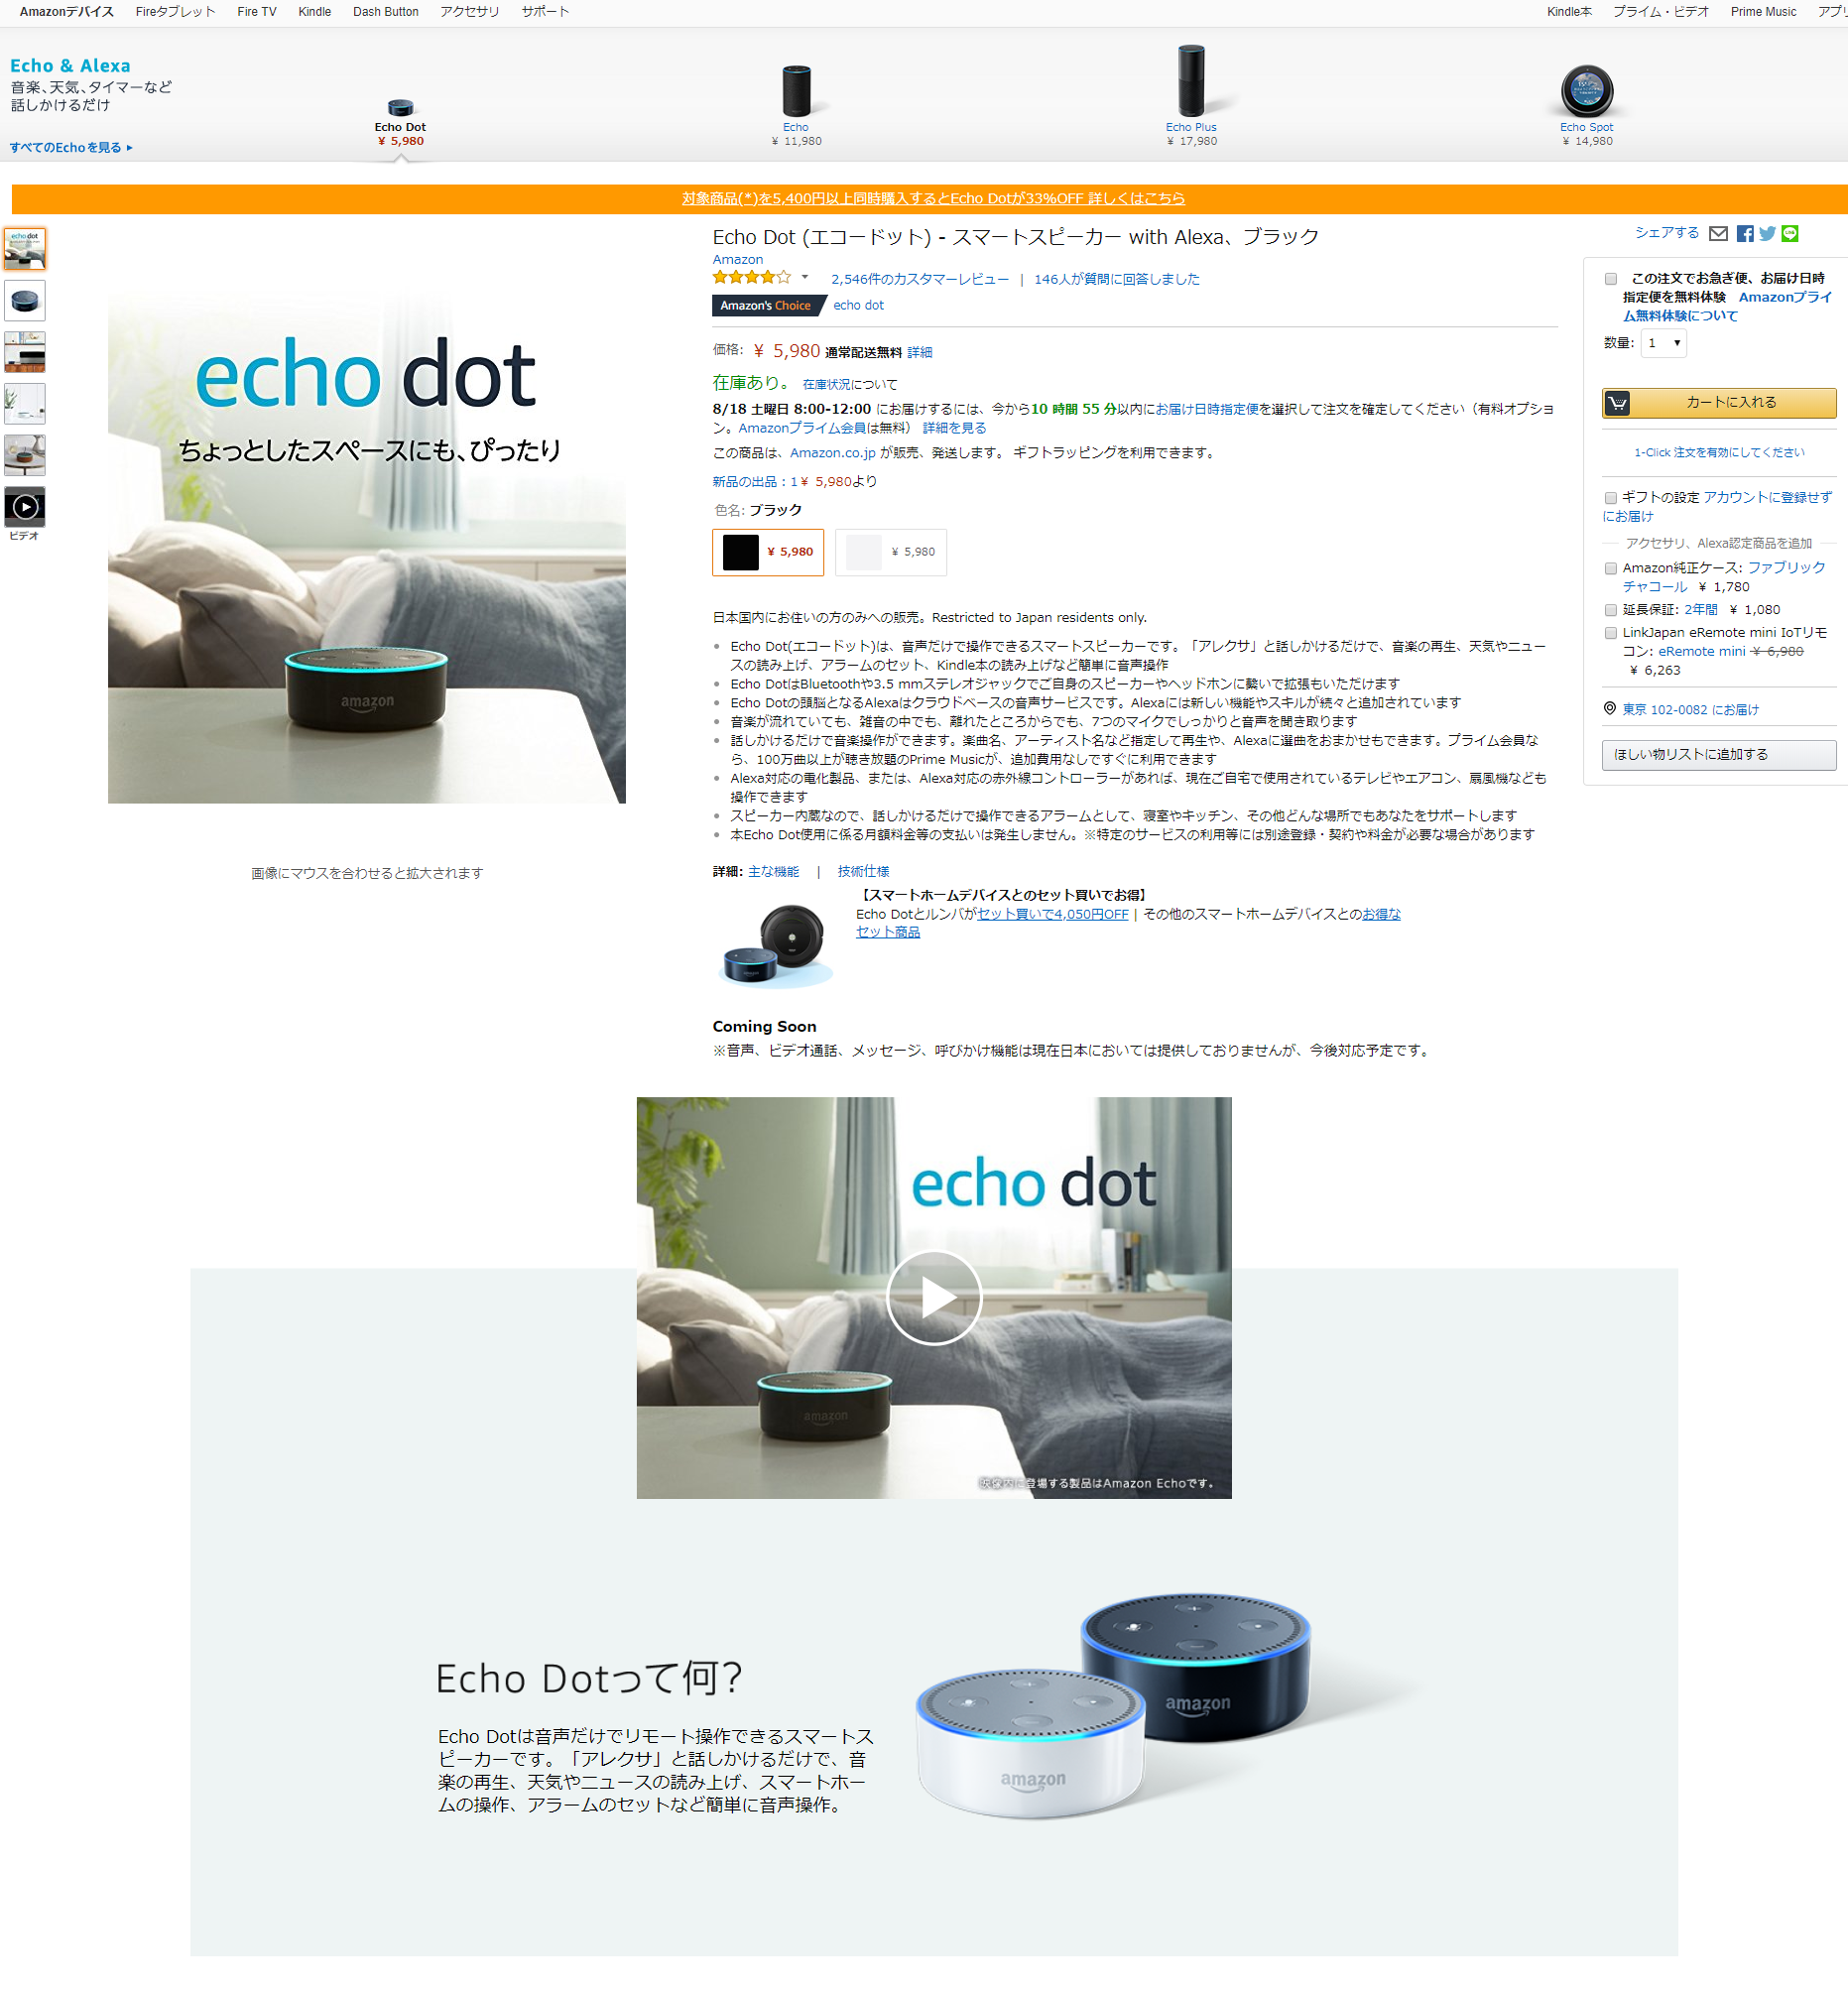 Amazonデバイス Fireタブレット Fire TV Kindle Dash Button アクセサリ サポート Kindle本 プライム・ビデオ Prime Music アプリ
Echo & Alexa
音楽、天気、タイマーなど
話しかけるだけ
すべてのEchoを見る
Echo Dot
¥ 5,980
Echo
¥ 11,980
Echo Plus
¥ 17,980
Echo Spot
¥ 14,980
対象商品(*)を5,400円以上同時購入するとEcho Dotが33%OFF 詳しくはこちら
ビデオ
echo dot
ちょっとしたスペースにも、ぴったり
amazon
画像にマウスを合わせると拡大されます
Echo Dot (エコードット) - スマートスピーカー with Alexa、ブラック
Amazon
2,546件のカスタマーレビュー | 146人が質問に回答しました
Amazon's Choice echo dot
価格: ¥ 5,980 通常配送無料 詳細
在庫あり。 在庫状況について
8/18 土曜日 8:00-12:00 にお届けするには、今から10 時間 55 分以内にお届け日時指定便を選択して注文を確定してください（有料オプショ
ン。Amazonプライム会員は無料） 詳細を見る
この商品は、Amazon.co.jp が販売、発送します。 ギフトラッピングを利用できます。
新品の出品：1¥ 5,980より
色名: ブラック
¥ 5,980 ¥ 5,980
日本国内にお住いの方のみへの販売。Restricted to Japan residents only.
Echo Dot(エコードット)は、音声だけで操作できるスマートスピーカーです。「アレクサ」と話しかけるだけで、音楽の再生、天気やニュー
スの読み上げ、アラームのセット、Kindle本の読み上げなど簡単に音声操作
Echo DotはBluetoothや3.5 mmステレオジャックでご自身のスピーカーやヘッドホンに繋いで拡張もいただけます
Echo Dotの頭脳となるAlexaはクラウドベースの音声サービスです。Alexaには新しい機能やスキルが続々と追加されています
音楽が流れていても、雑音の中でも、離れたところからでも、7つのマイクでしっかりと音声を聞き取ります
話しかけるだけで音楽操作ができます。楽曲名、アーティスト名など指定して再生や、Alexaに選曲をおまかせもできます。プライム会員な
ら、100万曲以上が聴き放題のPrime Musicが、追加費用なしですぐに利用できます
Alexa対応の電化製品、または、Alexa対応の赤外線コントローラーがあれば、現在ご自宅で使用されているテレビやエアコン、扇風機なども
操作できます
スピーカー内蔵なので、話しかけるだけで操作できるアラームとして、寝室やキッチン、その他どんな場所でもあなたをサポートします
本Echo Dot使用に係る月額料金等の支払いは発生しません。※特定のサービスの利用等には別途登録・契約や料金が必要な場合があります
詳細: 主な機能 | 技術仕様
【スマートホームデバイスとのセット買いでお得】
Echo Dotとルンバがセット買いで4,050円OFF | その他のスマートホームデバイスとのお得な
セット商品
Coming Soon
※音声、ビデオ通話、メッセージ、呼びかけ機能は現在日本においては提供しておりませんが、今後対応予定です。
シェアする
この注文でお急ぎ便、お届け日時
指定便を無料体験 Amazonプライ
ム無料体験について
数量: 1
カートに入れる
1-Click 注文を有効にしてください
ギフトの設定 アカウントに登録せず
にお届け
アクセサリ、Alexa認定商品を追加
Amazon純正ケース: ファブリック
チャコール ¥ 1,780
延長保証: 2年間 ¥ 1,080
LinkJapan eRemote mini IoTリモ
コン: eRemote mini ¥ 6,980
¥ 6,263
東京 102-0082 にお届け
ほしい物リストに追加する
echo dot
amazon
映像内に登場する製品はAmazon Echoです。
Echo Dotって何?
Echo Dotは音声だけでリモート操作できるスマートス
ピーカーです。「アレクサ」と話しかけるだけで、音
楽の再生、天気やニュースの読み上げ、スマートホー
ムの操作、アラームのセットなど簡単に音声操作。
amazon
amazon